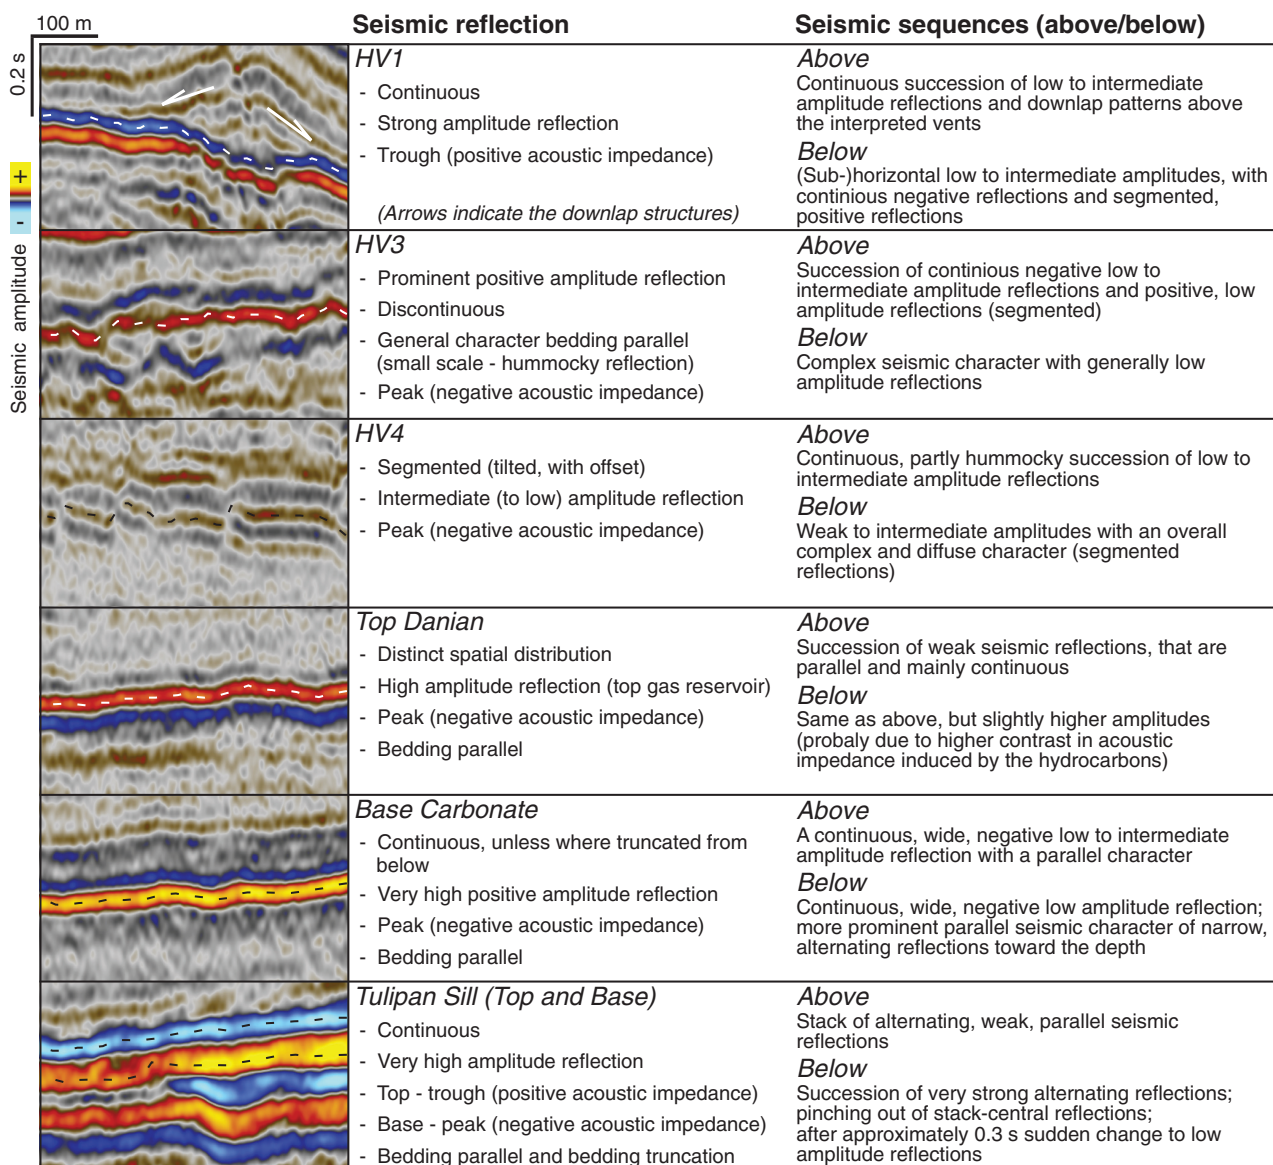 100 m
Seismic reflection
Seismic sequences (above/below)
0.2 s
+
-
Seismic amplitude
HV1
- Continuous
- Strong amplitude reflection
- Trough (positive acoustic impedance)
(Arrows indicate the downlap structures)
Above
Continuous succession of low to intermediate
amplitude reflections and downlap patterns above
the interpreted vents
Below
(Sub-)horizontal low to intermediate amplitudes, with
continious negative reflections and segmented,
positive reflections
HV3
- Prominent positive amplitude reflection
- Discontinuous
- General character bedding parallel
(small scale - hummocky reflection)
- Peak (negative acoustic impedance)
Above
Succession of continious negative low to
intermediate amplitude reflections and positive, low
amplitude reflections (segmented)
Below
Complex seismic character with generally low
amplitude reflections
HV4
- Segmented (tilted, with offset)
- Intermediate (to low) amplitude reflection
- Peak (negative acoustic impedance)
Above
Continuous, partly hummocky succession of low to
intermediate amplitude reflections
Below
Weak to intermediate amplitudes with an overall
complex and diffuse character (segmented
reflections)
Top Danian
- Distinct spatial distribution
- High amplitude reflection (top gas reservoir)
- Peak (negative acoustic impedance)
- Bedding parallel
Above
Succession of weak seismic reflections, that are
parallel and mainly continuous
Below
Same as above, but slightly higher amplitudes
(probaly due to higher contrast in acoustic
impedance induced by the hydrocarbons)
Base Carbonate
- Continuous, unless where truncated from
below
- Very high positive amplitude reflection
- Peak (negative acoustic impedance)
- Bedding parallel
Above
A continuous, wide, negative low to intermediate
amplitude reflection with a parallel character
Below
Continuous, wide, negative low amplitude reflection;
more prominent parallel seismic character of narrow,
alternating reflections toward the depth
Tulipan Sill (Top and Base)
- Continuous
- Very high amplitude reflection
- Top - trough (positive acoustic impedance)
- Base - peak (negative acoustic impedance)
- Bedding parallel and bedding truncation
Above
Stack of alternating, weak, parallel seismic
reflections
Below
Succession of very strong alternating reflections;
pinching out of stack-central reflections;
after approximately 0.3 s sudden change to low
amplitude reflections